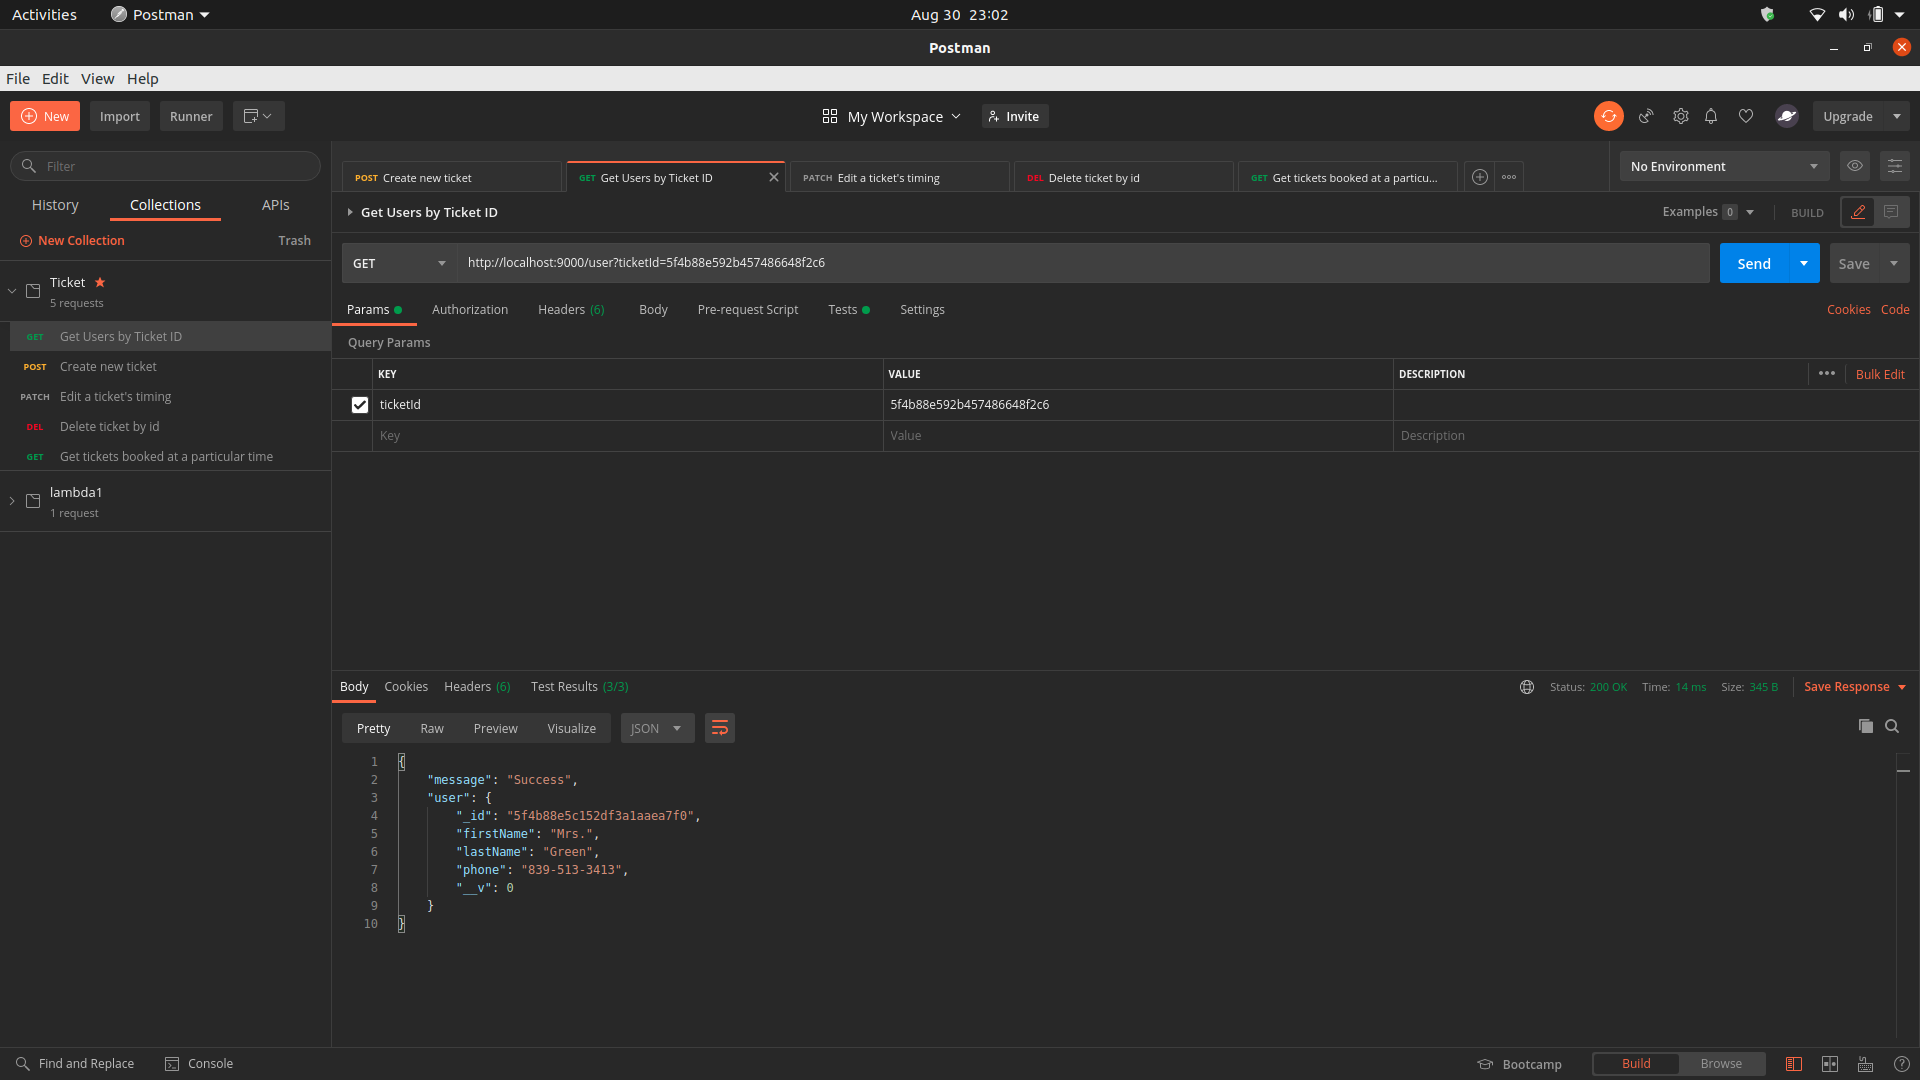 Activities Postman Aug 30 23:02
Postman
File Edit View Help
New Import Runner My Workspace Invite Upgrade
Filter
History Collections APIs
New Collection Trash
Ticket
5 requests
GET Get Users by Ticket ID
POST Create new ticket
PATCH Edit a ticket's timing
DEL Delete ticket by id
GET Get tickets booked at a particular time
lambda1
1 request
POST Create new ticket GET Get Users by Ticket ID PATCH Edit a ticket's timing DEL Delete ticket by id GET Get tickets booked at a particu... No Environment
Get Users by Ticket ID Examples 0 BUILD
GET http://localhost:9000/user?ticketId=5f4b88e592b457486648f2c6 Send Save
Params Authorization Headers (6) Body Pre-request Script Tests Settings Cookies Code
Query Params
KEY VALUE DESCRIPTION Bulk Edit
ticketId 5f4b88e592b457486648f2c6
Key Value Description
Body Cookies Headers (6) Test Results (3/3) Status: 200 OK Time: 14 ms Size: 345 B Save Response
Pretty Raw Preview Visualize JSON
1 {
2 "message": "Success",
3 "user": {
4 "_id": "5f4b88e5c152df3a1aaea7f0",
5 "firstName": "Mrs.",
6 "lastName": "Green",
7 "phone": "839-513-3413",
8 "__v": 0
9 }
10 }
Find and Replace Console Bootcamp Build Browse